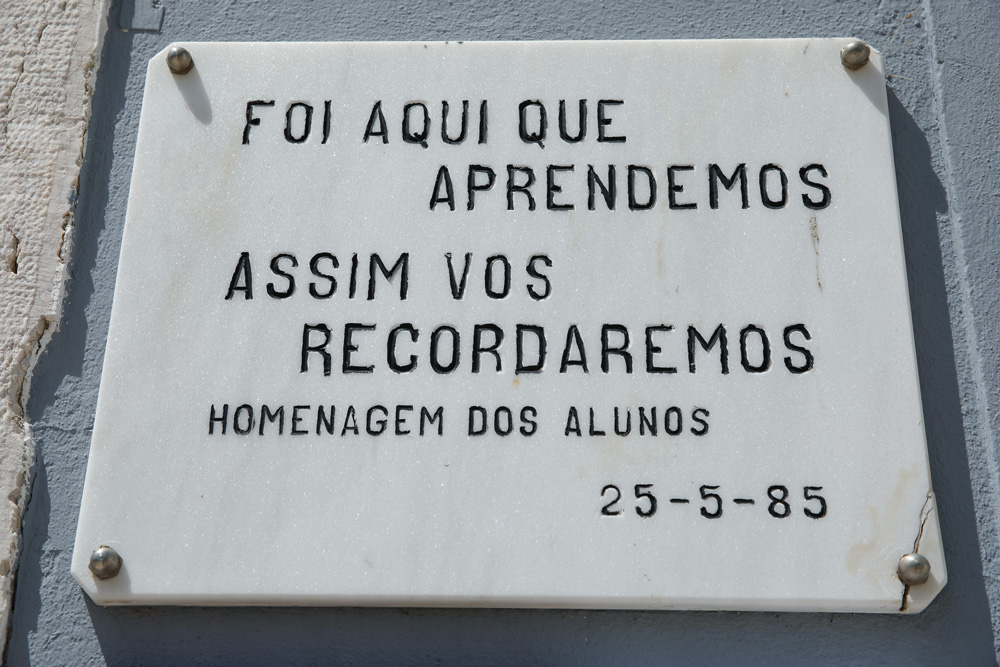 FOI AQUI QUE
APRENDEMOS
ASSIM VOS
RECORDAREMOS
HOMENAGEM DOS ALUNOS
25-5-85